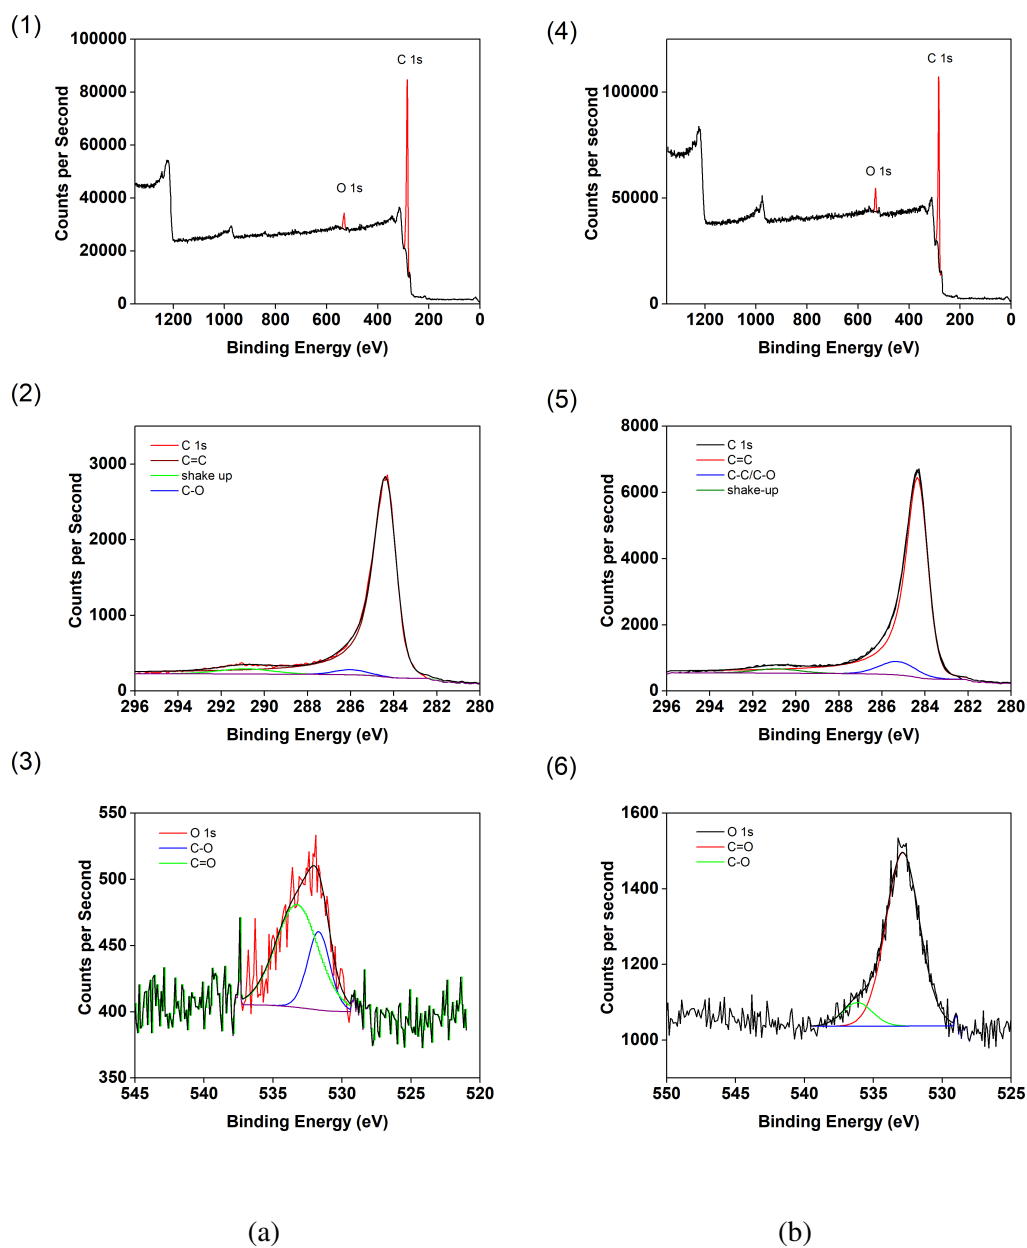 (1)
100000
80000
60000
40000
20000
0
Counts per Second
C 1s
O 1s
1200 1000 800 600 400 200 0
Binding Energy (eV)
(4)
100000
50000
0
Counts per second
C 1s
O 1s
1200 1000 800 600 400 200 0
Binding Energy (eV)
(2)
3000
2000
1000
0
Counts per Second
C 1s
C=C
shake up
C-O
296 294 292 290 288 286 284 282 280
Binding Energy (eV)
(5)
8000
6000
4000
2000
0
Counts per Second
C 1s
C=C
C-C/C-O
shake-up
296 294 292 290 288 286 284 282 280
Binding Energy (eV)
(3)
550
500
450
400
350
Counts per Second
O 1s
C-O
C=O
545 540 535 530 525 520
Binding Energy (eV)
(6)
1600
1400
1200
1000
Counts per second
O 1s
C=O
C-O
550 545 540 535 530 525
Binding Energy (eV)
(a)
(b)